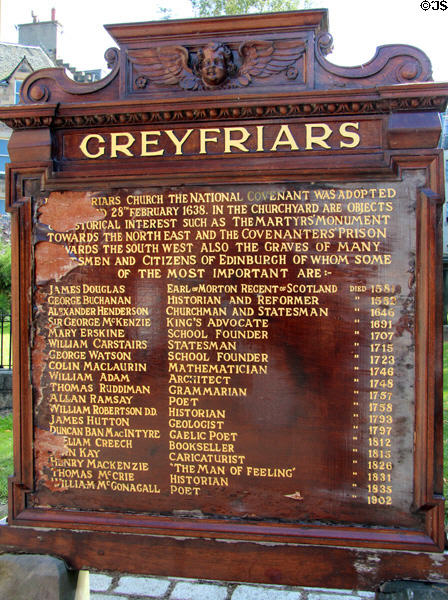 ©JS
GREYFRIARS
CHURCH THE NATIONAL COVENANT WAS ADOPTED
28TH FEBRUARY 1638. IN THE CHURCHYARD ARE OBJECTS
HISTORICAL INTEREST SUCH AS THE MARTYRS' MONUMENT
TOWARDS THE NORTH EAST AND THE COVENANTERS' PRISON
TOWARDS THE SOUTH WEST ALSO THE GRAVES OF MANY
AND CITIZENS OF EDINBURGH OF WHOM SOME
OF THE MOST IMPORTANT ARE:-
JAMES DOUGLAS EARL OF MORTON REGENT OF SCOTLAND DIED 158
GEORGE BUCHANAN HISTORIAN AND REFORMER " 1582
ALEXANDER HENDERSON CHURCHMAN AND STATESMAN " 1646
SIR GEORGE MCKENZIE KING'S ADVOCATE " 1691
MARY ERSKINE SCHOOL FOUNDER " 1707
WILLIAM CARSTAIRS STATESMAN " 1715
GEORGE WATSON SCHOOL FOUNDER " 1723
COLIN MACLAURIN MATHEMATICIAN " 1746
WILLIAM ADAM ARCHITECT " 1748
THOMAS RUDDIMAN GRAMMARIAN " 1757
ALLAN RAMSAY POET " 1758
WILLIAM ROBERTSON DD. HISTORIAN " 1793
JAMES HUTTON GEOLOGIST " 1797
DUNCAN BAN MACINTYRE GAELIC POET " 1812
LLIAM CREECH BOOKSELLER " 1815
N KAY CARICATURIST " 1826
HENRY MACKENZIE "THE MAN OF FEELING" " 1831
THOMAS MCCRIE HISTORIAN " 1835
WILLIAM MCGONAGALL POET " 1902